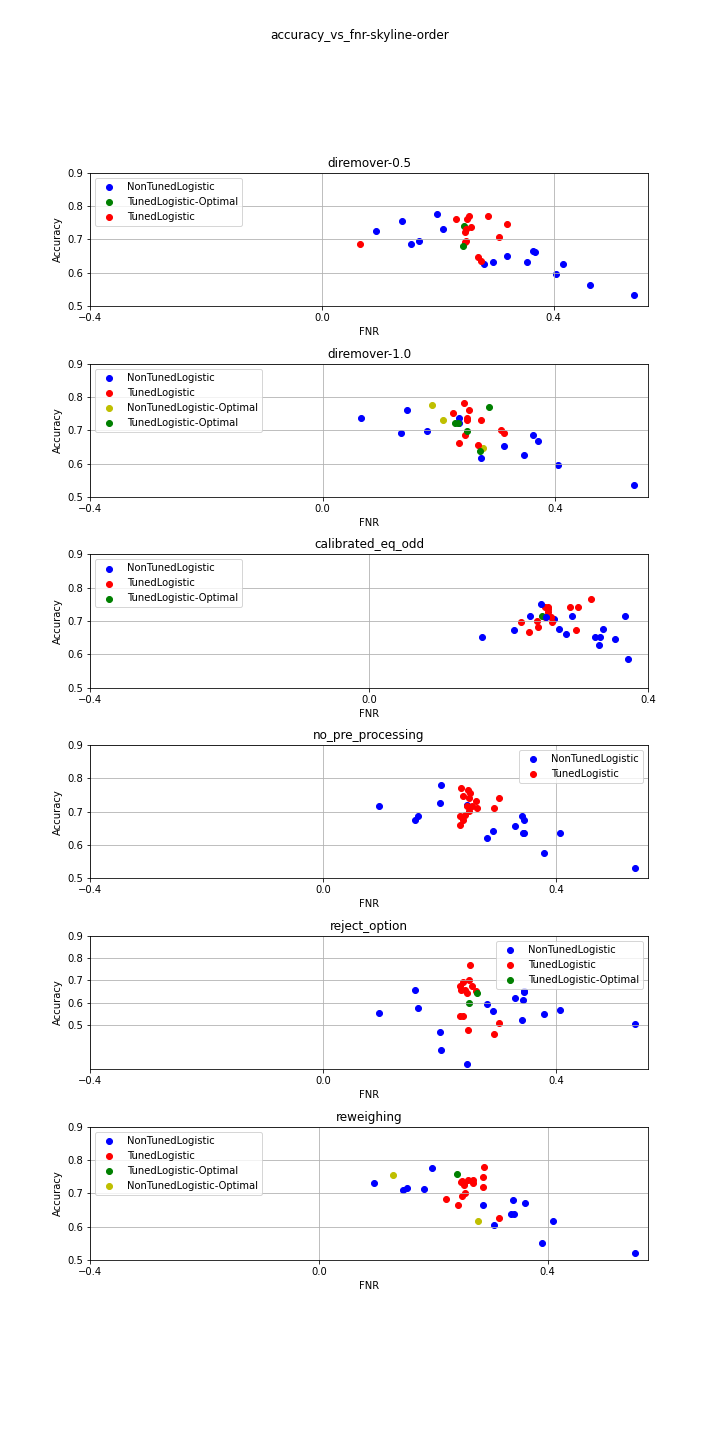 accuracy_vs_fnr-skyline-order
diremover-0.5
0.9
0.8
0.7
0.6
0.5
Accuracy
NonTunedLogistic
TunedLogistic-Optimal
TunedLogistic
−0.4
0.0
0.4
FNR
diremover-1.0
0.9
0.8
0.7
0.6
0.5
Accuracy
NonTunedLogistic
TunedLogistic
NonTunedLogistic-Optimal
TunedLogistic-Optimal
−0.4
0.0
0.4
FNR
calibrated_eq_odd
0.9
0.8
0.7
0.6
0.5
Accuracy
NonTunedLogistic
TunedLogistic
TunedLogistic-Optimal
−0.4
0.0
0.4
FNR
no_pre_processing
0.9
0.8
0.7
0.6
0.5
Accuracy
NonTunedLogistic
TunedLogistic
−0.4
0.0
0.4
FNR
reject_option
0.9
0.8
0.7
0.6
0.5
Accuracy
NonTunedLogistic
TunedLogistic
TunedLogistic-Optimal
−0.4
0.0
0.4
FNR
reweighing
0.9
0.8
0.7
0.6
0.5
Accuracy
NonTunedLogistic
TunedLogistic
TunedLogistic-Optimal
NonTunedLogistic-Optimal
−0.4
0.0
0.4
FNR